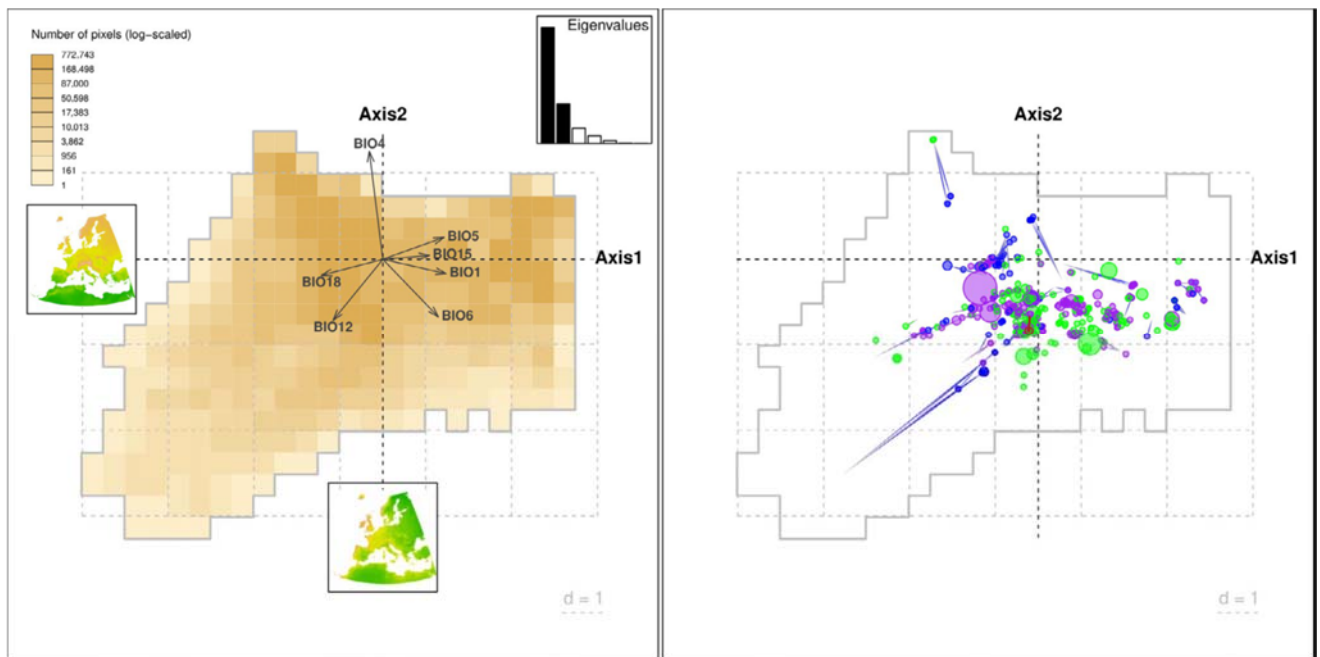 Number of pixels (log-scaled)
772,743
168,498
87,000
50,598
17,383
10,013
3,862
956
161
1
Eigenvalues
Axis2
BIO4
BIO5
BIO15
Axis1
BIO1
BIO18
BIO12
BIO6
d = 1
Axis2
Axis1
d = 1